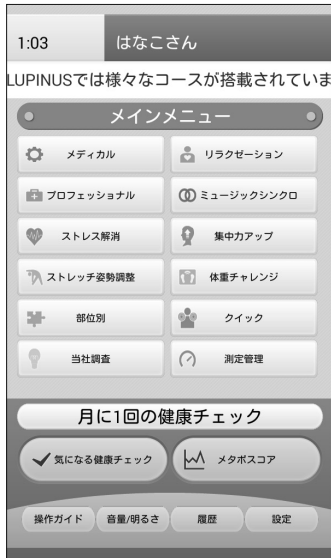 1:03
はなこさん
LUPINUSでは様々なコースが搭載されていま
メインメニュー
メディカル
リラクゼーション
プロフェッショナル
ミュージックシンクロ
ストレス解消
集中力アップ
ストレッチ姿勢調整
体重チャレンジ
部位別
クイック
当社調査
測定管理
月に1回の健康チェック
気になる健康チェック
メタボスコア
操作ガイド
音量/明るさ
履歴
設定